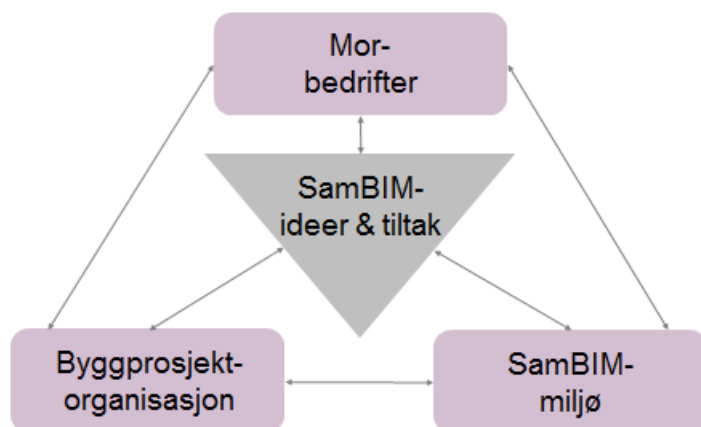 Mor-
bedrifter
SamBIM-
ideer & tiltak
Byggprosjekt-
organisasjon
SamBIM-
miljø